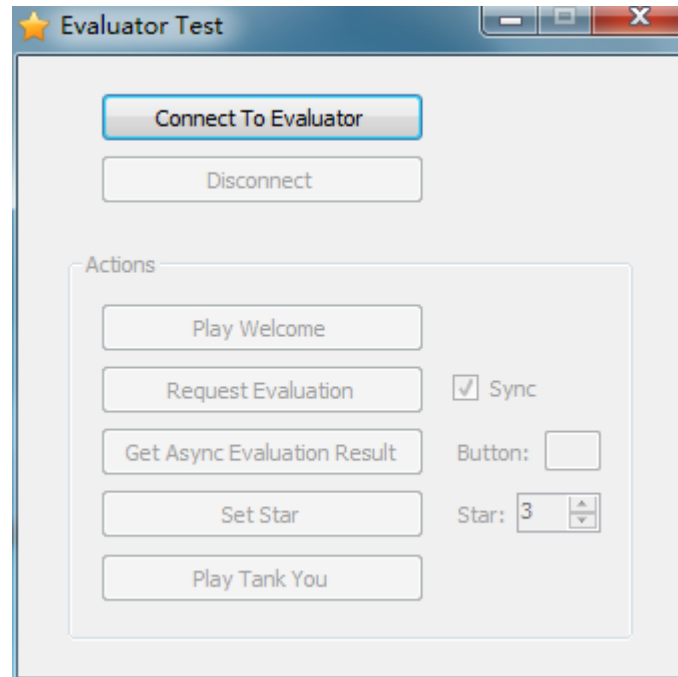 Evaluator Test
Connect To Evaluator
Disconnect
Actions
Play Welcome
Request Evaluation Sync
Get Async Evaluation Result Button:
Set Star Star: 3
Play Tank You